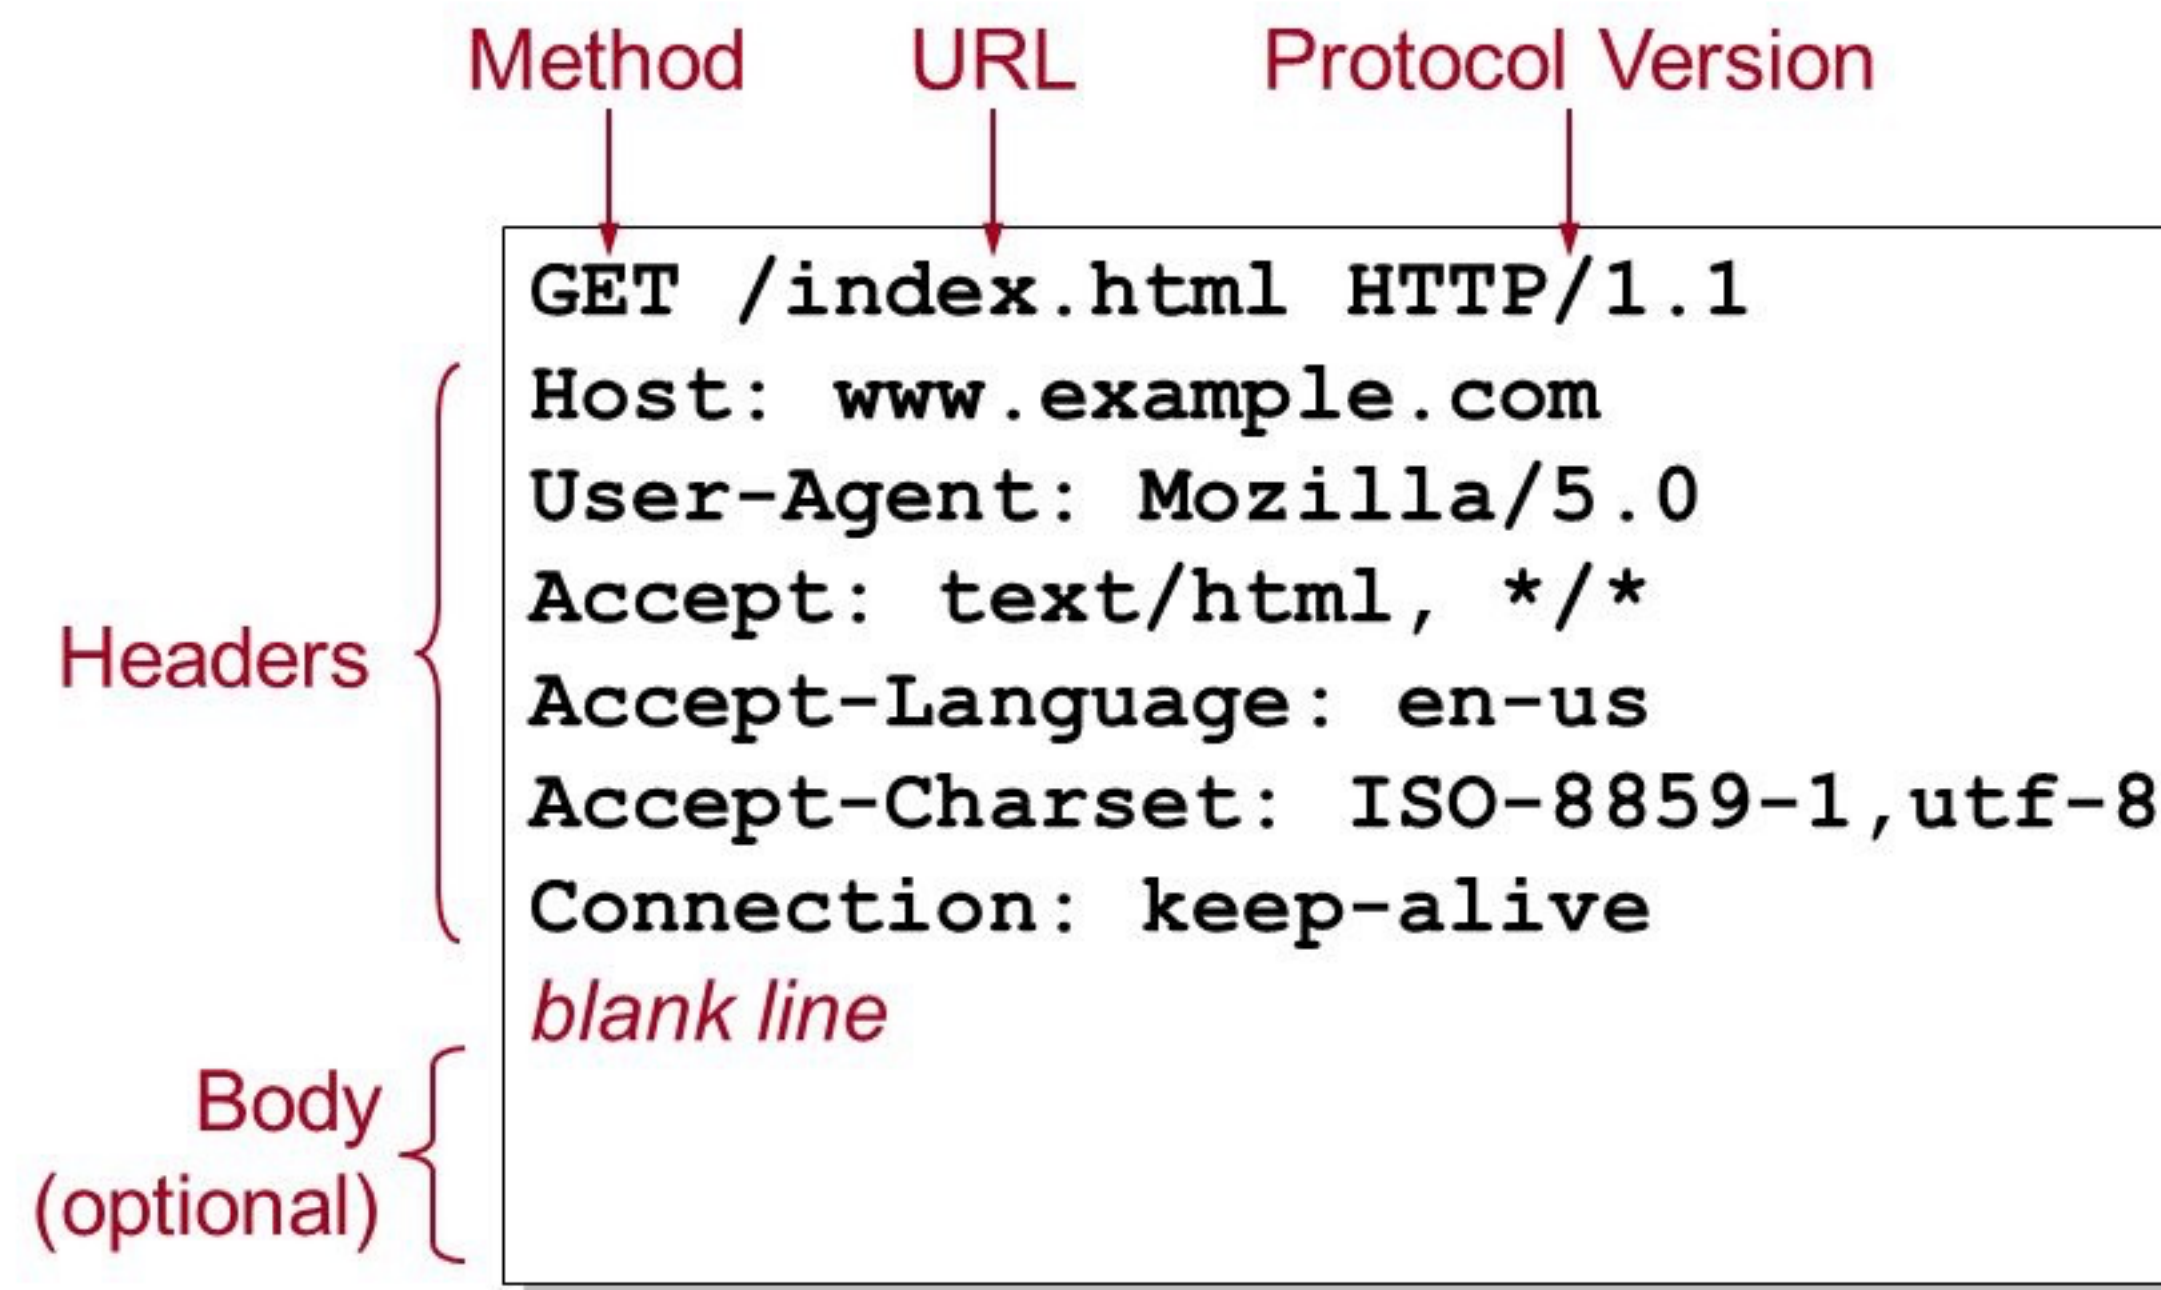 Method URL Protocol Version
GET /index.html HTTP/1.1
Host: www.example.com
User-Agent: Mozilla/5.0
Accept: text/html, */*
Headers
Accept-Language: en-us
Accept-Charset: ISO-8859-1,utf-8
Connection: keep-alive
blank line
Body
(optional)